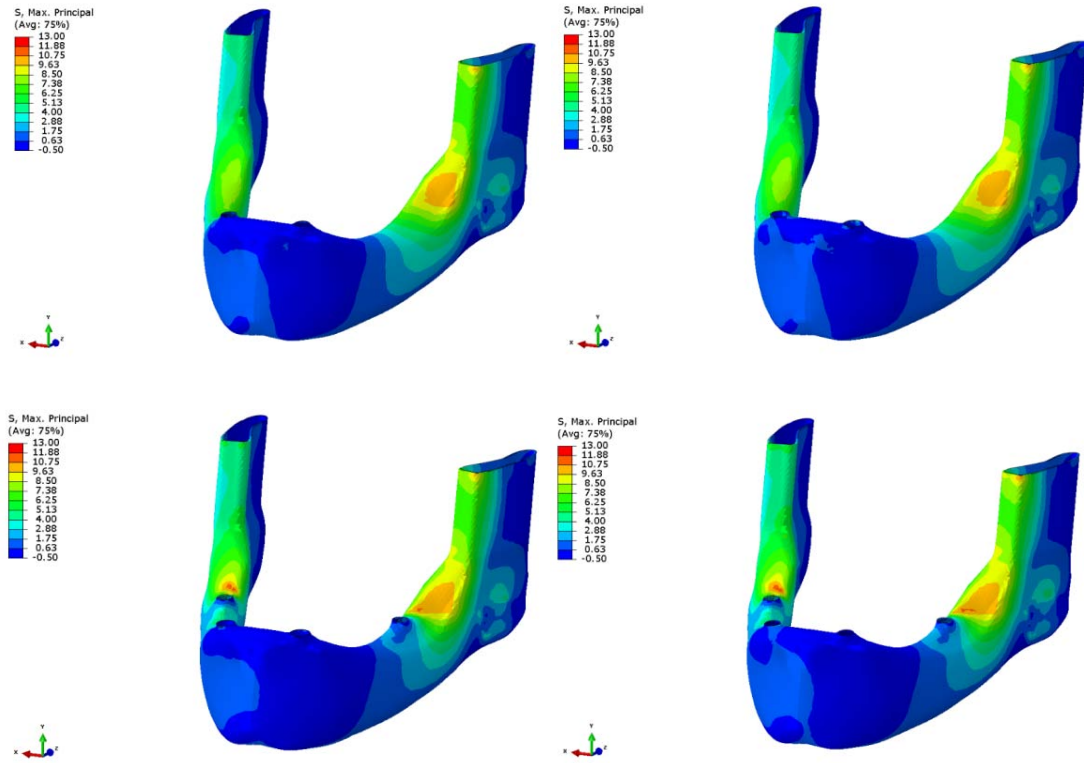 S, Max. Principal
(Avg: 75%)
13.00
11.88
10.75
9.63
8.50
7.38
6.25
5.13
4.00
2.88
1.75
0.63
-0.50
Y
X
Z
S, Max. Principal
(Avg: 75%)
13.00
11.88
10.75
9.63
8.50
7.38
6.25
5.13
4.00
2.88
1.75
0.63
-0.50
Y
X
Z
S, Max. Principal
(Avg: 75%)
13.00
11.88
10.75
9.63
8.50
7.38
6.25
5.13
4.00
2.88
1.75
0.63
-0.50
Y
X
Z
S, Max. Principal
(Avg: 75%)
13.00
11.88
10.75
9.63
8.50
7.38
6.25
5.13
4.00
2.88
1.75
0.63
-0.50
Y
X
Z